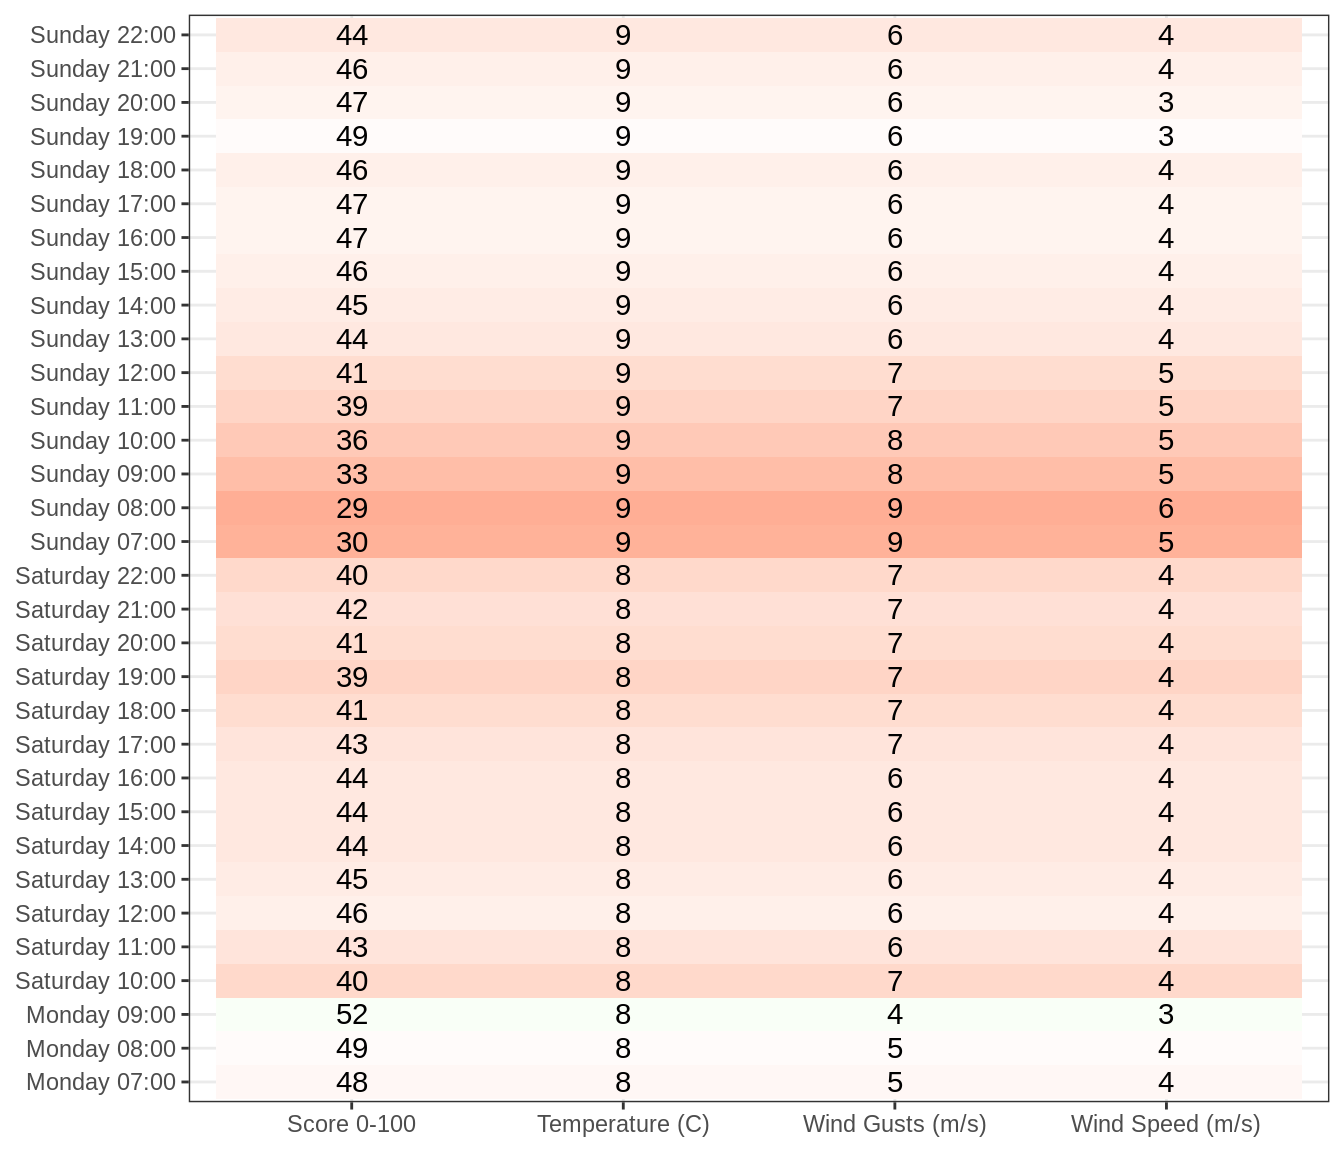 Sunday 22:00 44 9 6 4
Sunday 21:00 46 9 6 4
Sunday 20:00 47 9 6 3
Sunday 19:00 49 9 6 3
Sunday 18:00 46 9 6 4
Sunday 17:00 47 9 6 4
Sunday 16:00 47 9 6 4
Sunday 15:00 46 9 6 4
Sunday 14:00 45 9 6 4
Sunday 13:00 44 9 6 4
Sunday 12:00 41 9 7 5
Sunday 11:00 39 9 7 5
Sunday 10:00 36 9 8 5
Sunday 09:00 33 9 8 5
Sunday 08:00 29 9 9 6
Sunday 07:00 30 9 9 5
Saturday 22:00 40 8 7 4
Saturday 21:00 42 8 7 4
Saturday 20:00 41 8 7 4
Saturday 19:00 39 8 7 4
Saturday 18:00 41 8 7 4
Saturday 17:00 43 8 7 4
Saturday 16:00 44 8 6 4
Saturday 15:00 44 8 6 4
Saturday 14:00 44 8 6 4
Saturday 13:00 45 8 6 4
Saturday 12:00 46 8 6 4
Saturday 11:00 43 8 6 4
Saturday 10:00 40 8 7 4
Monday 09:00 52 8 4 3
Monday 08:00 49 8 5 4
Monday 07:00 48 8 5 4
Score 0-100 Temperature (C) Wind Gusts (m/s) Wind Speed (m/s)